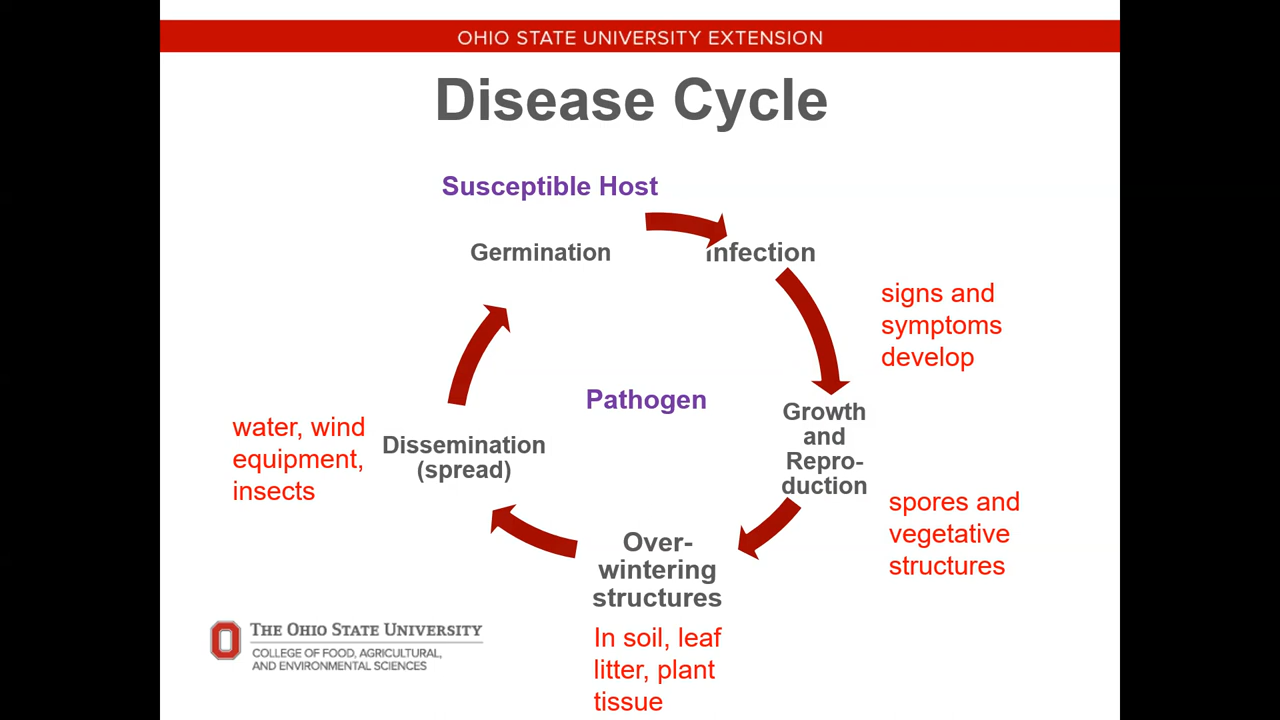 OHIO STATE UNIVERSITY EXTENSION
Disease Cycle
Susceptible Host
Germination
Infection
signs and
symptoms
develop
Pathogen
Growth
and
Repro-
duction
water, wind
equipment,
insects
Dissemination
(spread)
spores and
vegetative
structures
Over-
wintering
structures
In soil, leaf
litter, plant
tissue
THE OHIO STATE UNIVERSITY
COLLEGE OF FOOD, AGRICULTURAL,
AND ENVIRONMENTAL SCIENCES